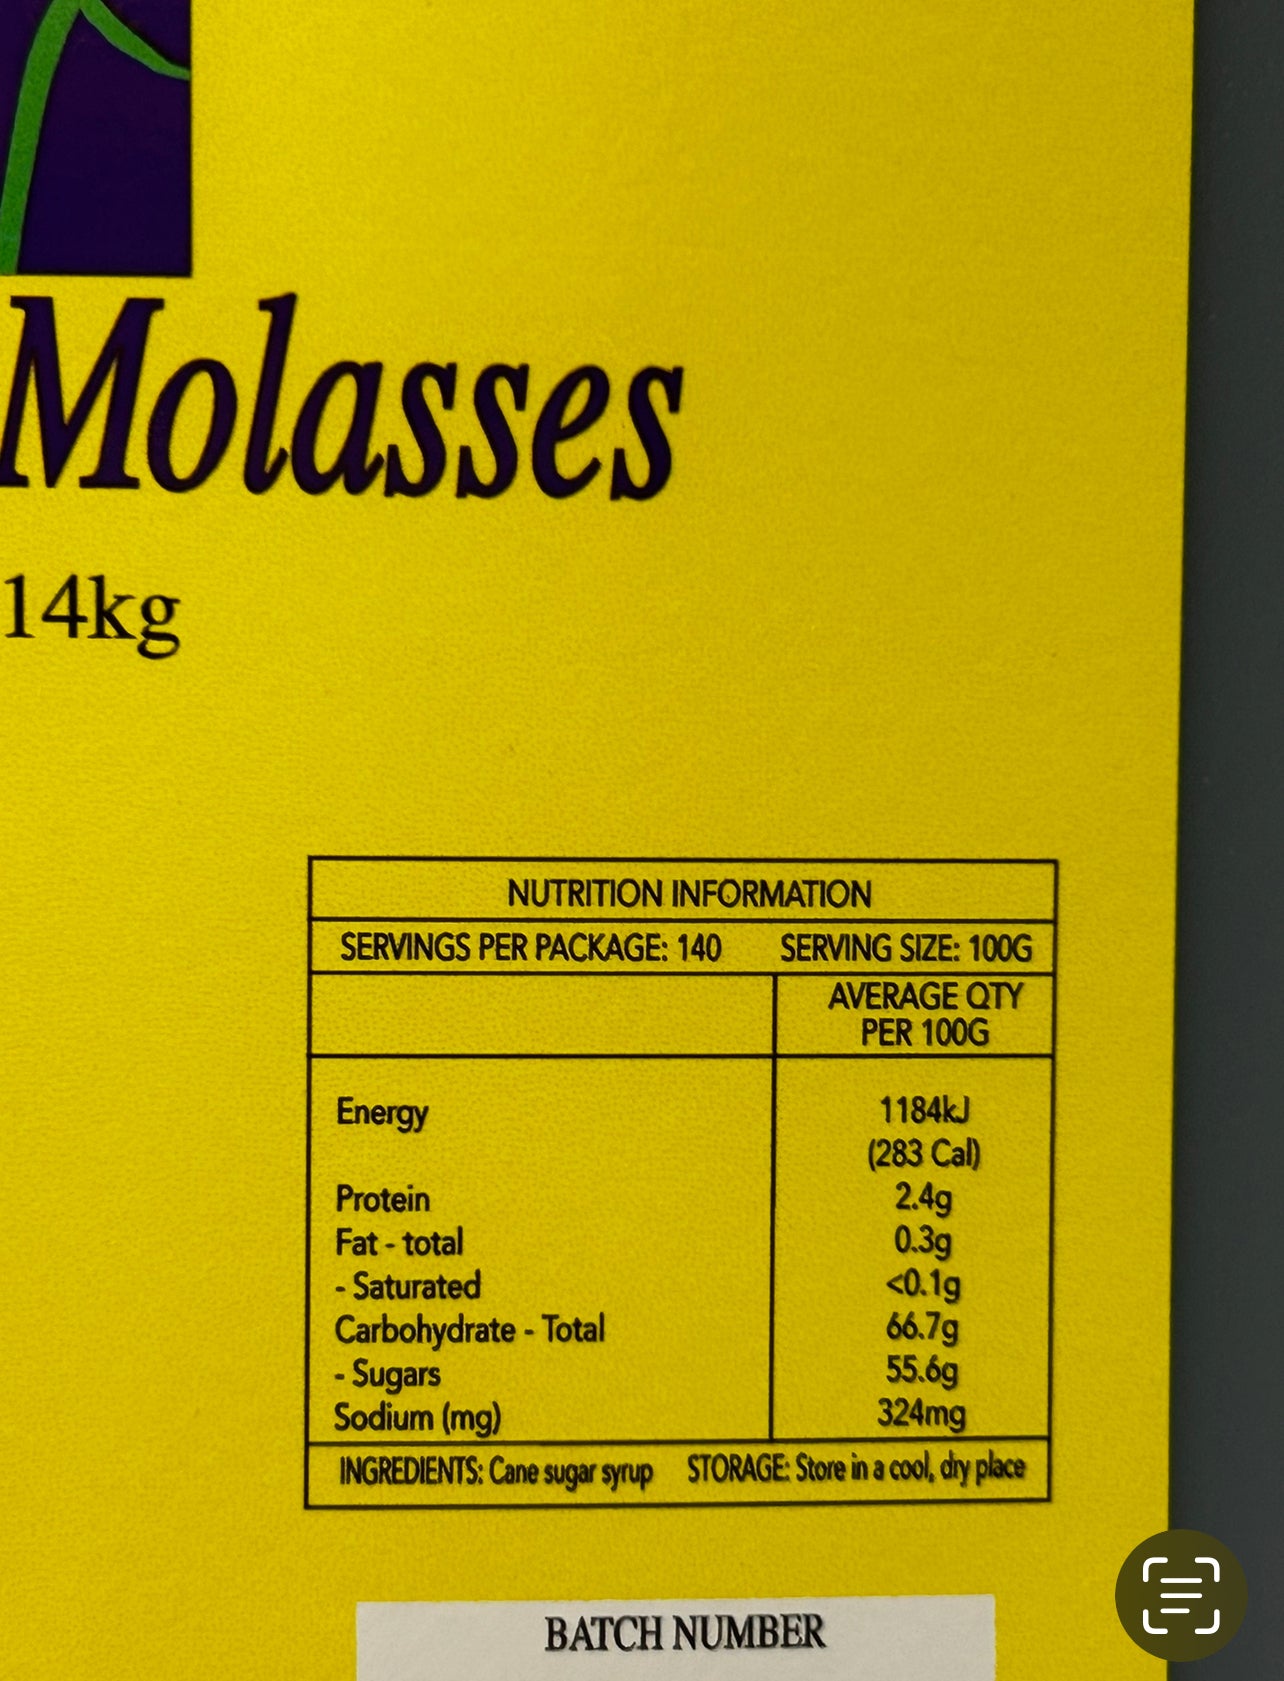 Molasses
14kg
NUTRITION INFORMATION
SERVINGS PER PACKAGE: 140 SERVING SIZE: 100G
AVERAGE QTY
PER 100G
Energy 1184kJ
(283 Cal)
Protein 2.4g
Fat - total 0.3g
- Saturated <0.1g
Carbohydrate - Total 66.7g
- Sugars 55.6g
Sodium (mg) 324mg
INGREDIENTS: Cane sugar syrup STORAGE: Store in a cool, dry place
BATCH NUMBER